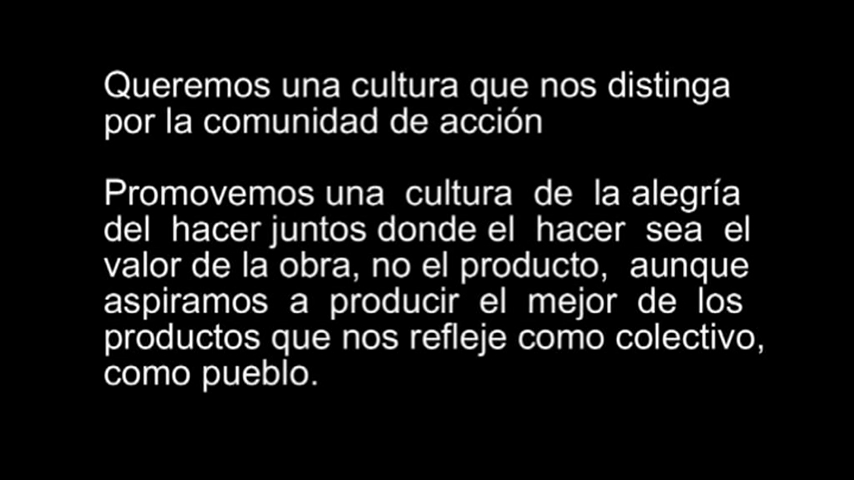 Queremos una cultura que nos distinga
por la comunidad de acción
Promovemos una cultura de la alegría
del hacer juntos donde el hacer sea el
valor de la obra, no el producto, aunque
aspiramos a producir el mejor de los
productos que nos refleje como colectivo,
como pueblo.